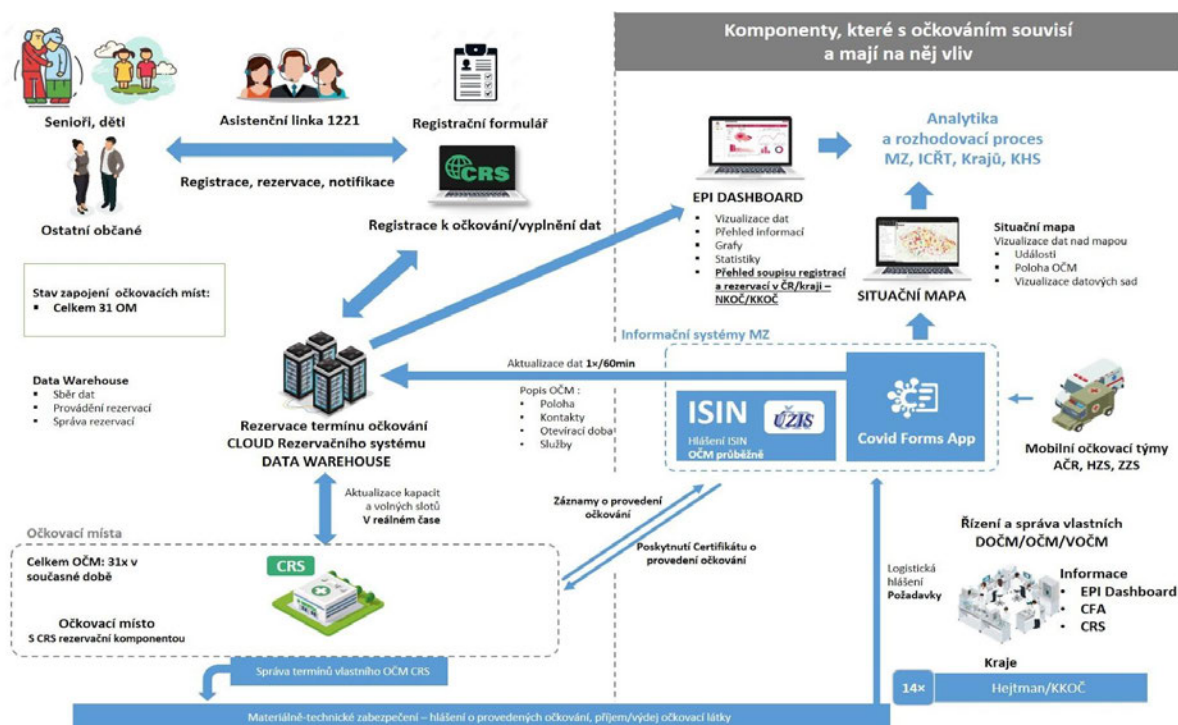 Komponenty, které s očkováním souvisí
a mají na něj vliv
Senioři, děti
Asistenční linka 1221
Registrační formulář
CRS
Registrace, rezervace, notifikace
Ostatní občané
Registrace k očkování/vyplnění dat
Stav zapojení očkovacích míst:
Celkem 31 OM
Data Warehouse
Sběr dat
Provádění rezervací
Správa rezervací
Rezervace termínu očkování
CLOUD Rezervačního systému
DATA WAREHOUSE
Analytika
a rozhodovací proces
MZ, ICŘT, Krajů, KHS
EPI DASHBOARD
Vizualizace dat
Přehled informací
Grafy
Statistiky
Přehled soupisu registrací
a rezervací v ČR/kraji –
NKOČ/KKOČ
Situační mapa
Vizualizace dat nad mapou
Události
Poloha OČM
Vizualizace datových sad
SITUAČNÍ MAPA
Informační systémy MZ
Aktualizace dat 1×/60min
Popis OČM :
Poloha
Kontakty
Otevírací doba
Služby
ISIN
ÚZIS
Hlášení ISIN
OČM průběžně
Covid Forms App
Mobilní očkovací týmy
AČR, HZS, ZZS
Aktualizace kapacit
a volných slotů
V reálném čase
Záznamy o provedení
očkování
Poskytnutí Certifikátu o
provedení očkování
Očkovací místa
Celkem OČM: 31x v
současné době
CRS
Očkovací místo
S CRS rezervační komponentou
Řízení a správa vlastních
DOČM/OČM/VOČM
Logistická
hlášení
Požadavky
Informace
EPI Dashboard
CFA
CRS
Kraje
14×
Hejtman/KKOČ
Správa termínů vlastního OČM CRS
Materiálně-technické zabezpečení – hlášení o provedených očkování, příjem/výdej očkovací látky